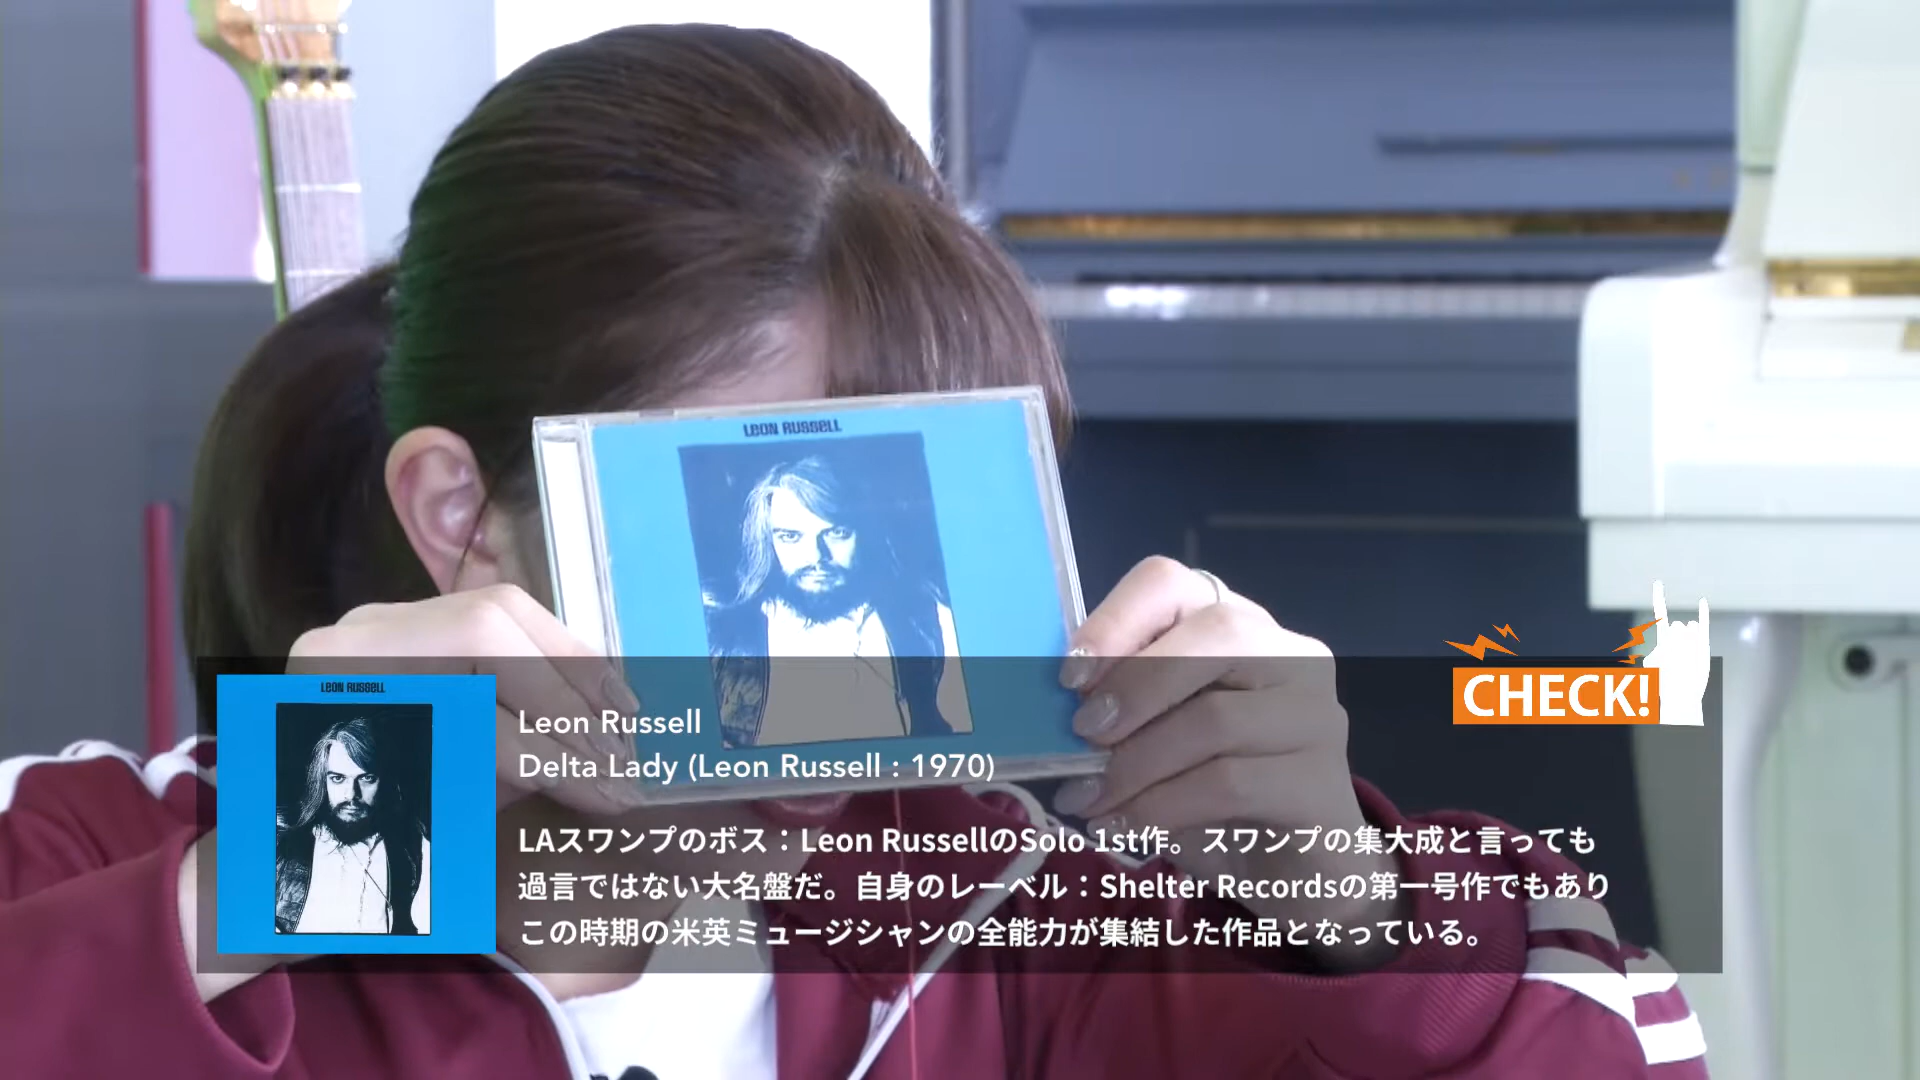 LEON RUSSELL
CHECK!
LEON RUSSELL
Leon Russell
Delta Lady (Leon Russell : 1970)
LAスワンプのボス：Leon RussellのSolo 1st作。スワンプの集大成と言っても
過言ではない大名盤だ。自身のレーベル：Shelter Recordsの第一号作でもあり
この時期の米英ミュージシャンの全能力が集結した作品となっている。